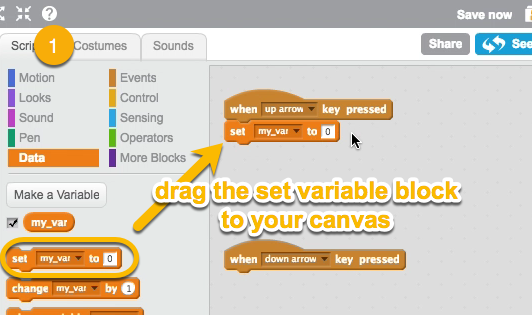 Save now
Scrip
1
Costumes
Sounds
Share
See
Motion
Events
Looks
Control
Sound
Sensing
Pen
Operators
Data
More Blocks
Make a Variable
my_var
set my_var to 0
change my_var by 1
when up arrow key pressed
set my_var to 0
drag the set variable block
to your canvas
when down arrow key pressed